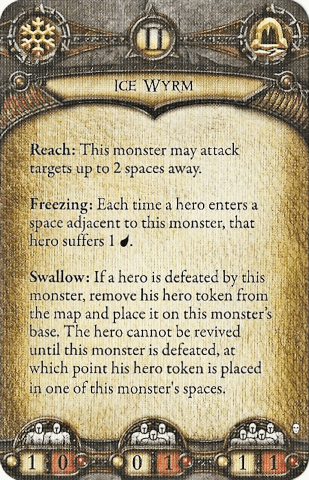 II
Ice Wyrm
Reach: This monster may attack
targets up to 2 spaces away.
Freezing: Each time a hero enters a
space adjacent to this monster, that
hero suffers 1 .
Swallow: If a hero is defeated by this
monster, remove his hero token from
the map and place it on this monster's
base. The hero cannot be revived
until this monster is defeated, at
which point his hero token is placed
in one of this monster's spaces.
1 0 0 1 1 1